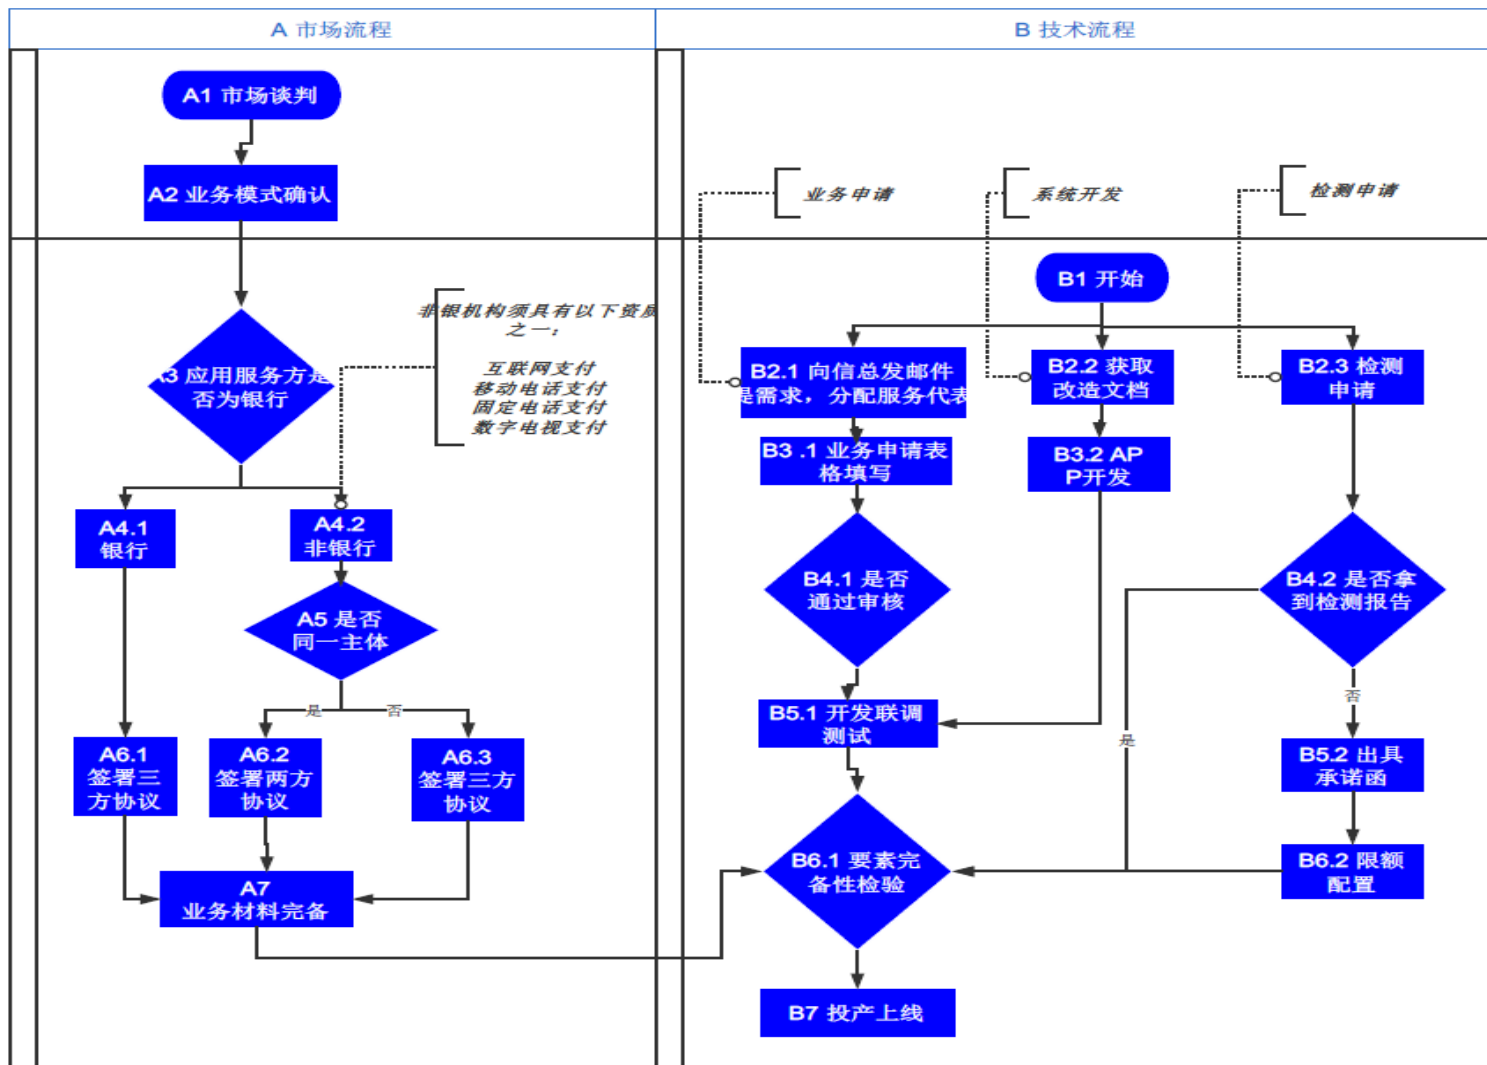 A 市场流程
B 技术流程
A1 市场谈判
A2 业务模式确认
A3 应用服务方是
否为银行
非银机构须具有以下资质
之一：
互联网支付
移动电话支付
固定电话支付
数字电视支付
A4.1
银行
A4.2
非银行
A5 是否
同一主体
是
否
A6.1
签署三
方协议
A6.2
签署两方
协议
A6.3
签署三方
协议
A7
业务材料完备
业务申请
系统开发
检测申请
B1 开始
B2.1 向信总发邮件
是需求，分配服务代表
B2.2 获取
改造文档
B2.3 检测
申请
B3 .1 业务申请表
格填写
B3.2 AP
P开发
B4.1 是否
通过审核
B4.2 是否拿
到检测报告
是
否
B5.1 开发联调
测试
B5.2 出具
承诺函
B6.1 要素完
备性检验
B6.2 限额
配置
B7 投产上线